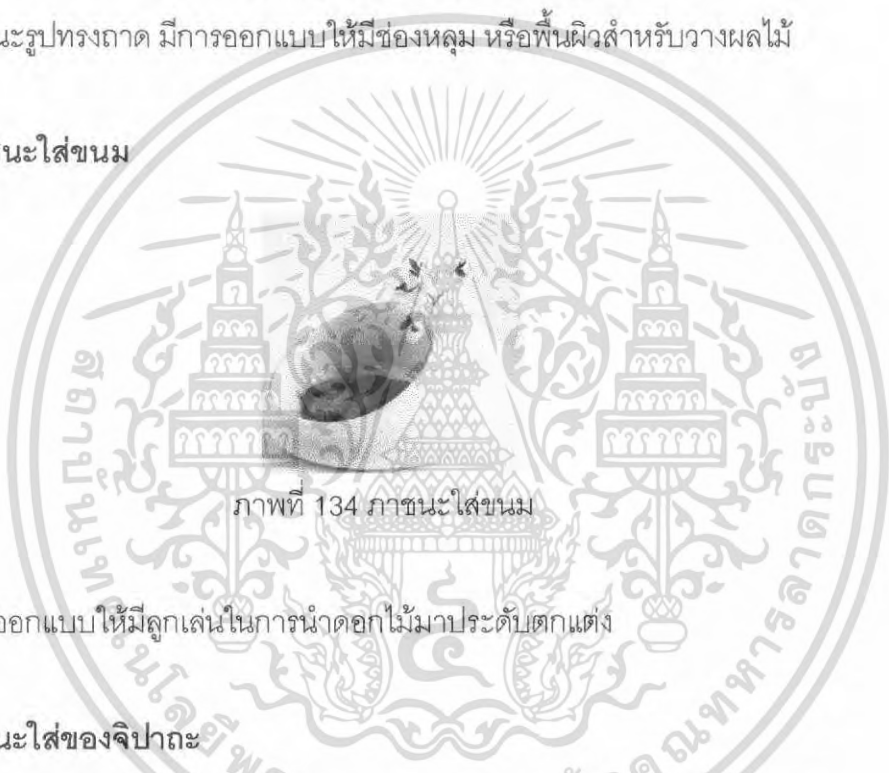 นะรูปทรงถาด มีการออกแบบให้มีช่องหลุม หรือพื้นผิวสำหรับวางผลไม้
นะใส่ขนม
ภาพที่ 134 ภาชนะใส่ขนม
ออกแบบให้มีลูกเล่นในการนำดอกไม้มาประดับตกแต่ง
นะใส่ของจิปาถะ